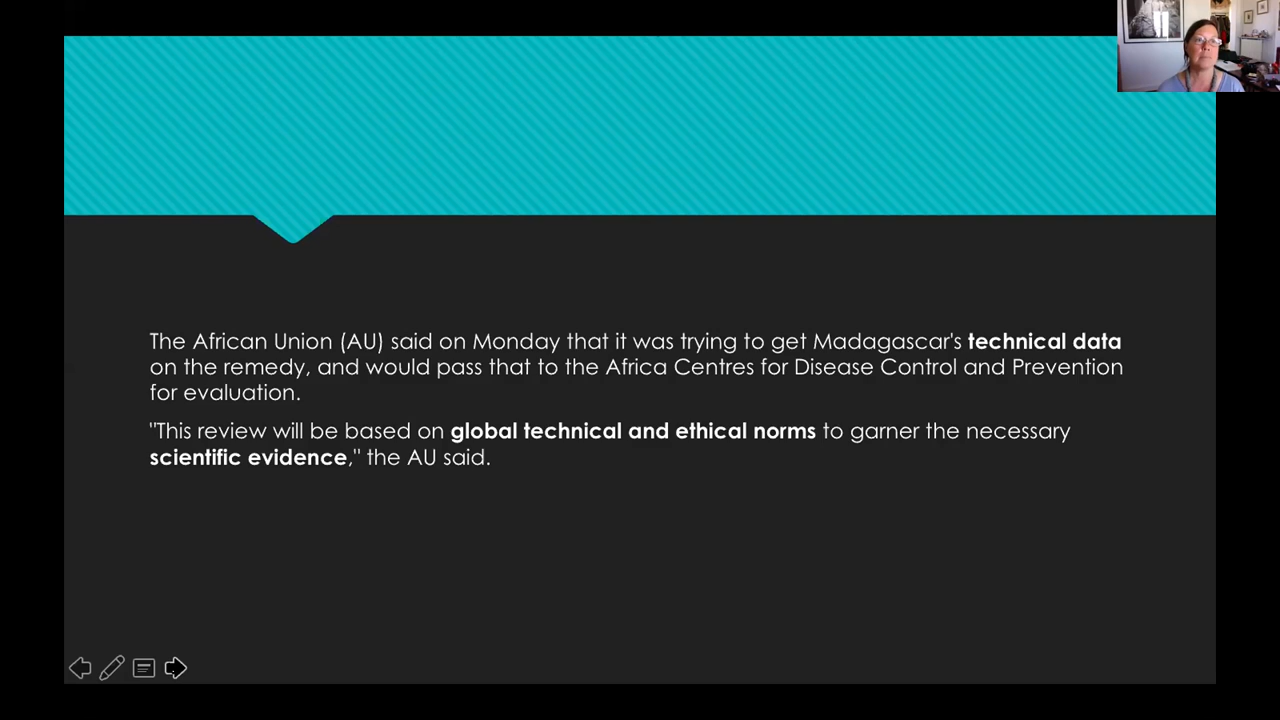 The African Union (AU) said on Monday that it was trying to get Madagascar's technical data
on the remedy, and would pass that to the Africa Centres for Disease Control and Prevention
for evaluation.
"This review will be based on global technical and ethical norms to garner the necessary
scientific evidence," the AU said.